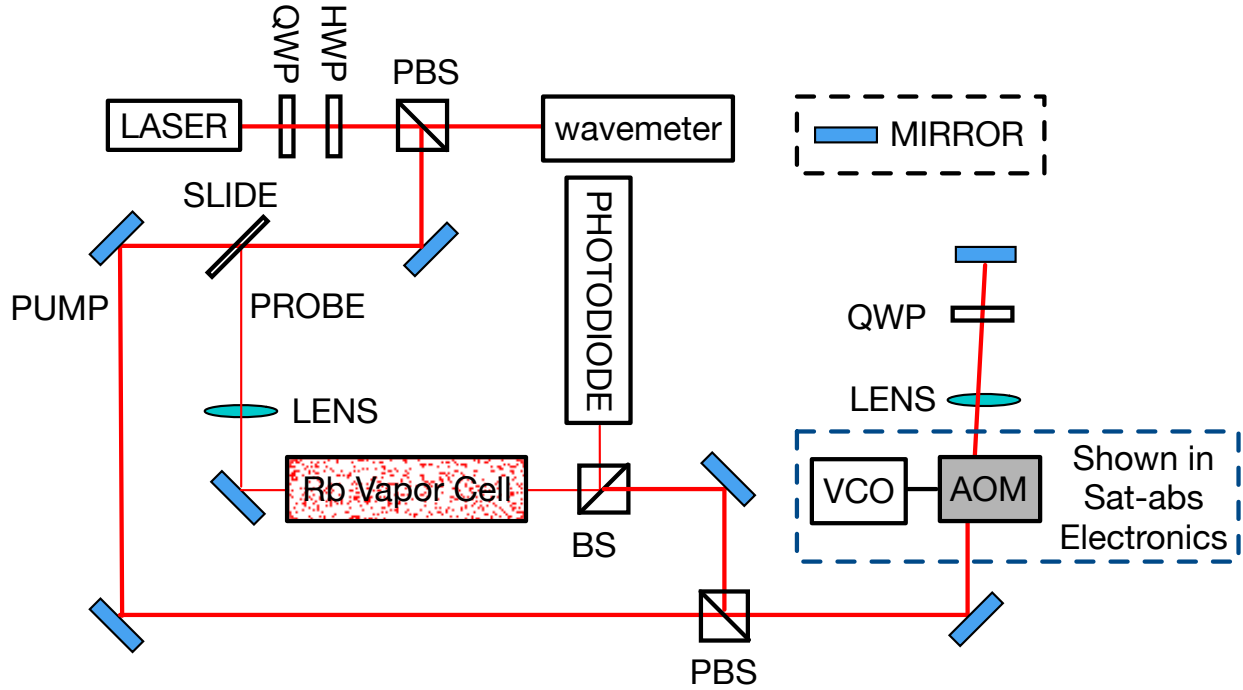 QWP
HWP
PBS
LASER
wavemeter
MIRROR
SLIDE
PHOTODIODE
PUMP
PROBE
QWP
LENS
LENS
Rb Vapor Cell
BS
VCO
AOM
Shown in
Sat-abs
Electronics
PBS